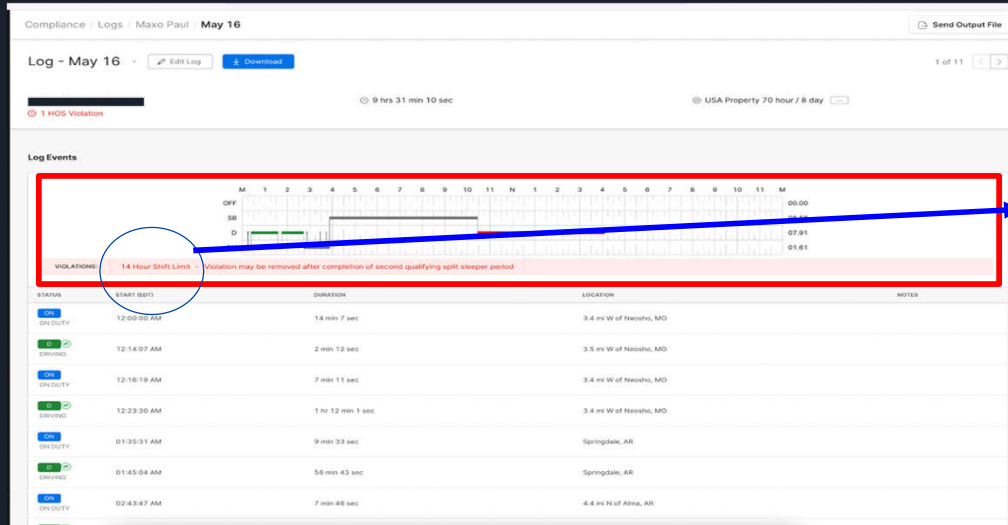 Compliance / Logs / Maxo Paul / May 16
Send Output File
Log - May 16 - Edit Log Download
1 of 11
9 hrs 31 min 10 sec
USA Property 70 hour / 8 day
1 HOS Violation
Log Events
M 1 2 3 4 5 6 7 8 9 10 11 N 1 2 3 4 5 6 7 8 9 10 11 M
OFF 00.00
SB
D 07.91
01.61
VIOLATIONS: 14 Hour Shift Limit - Violation may be removed after completion of second qualifying split sleeper period
STATUS START (EDT) DURATION LOCATION NOTES
ON
ON DUTY 12:00:00 AM 14 min 7 sec 3.4 mi W of Neosho, MO
D
DRIVING 12:14:07 AM 2 min 12 sec 3.5 mi W of Neosho, MO
ON
ON DUTY 12:16:19 AM 7 min 11 sec 3.4 mi W of Neosho, MO
D
DRIVING 12:23:30 AM 1 hr 12 min 1 sec 3.4 mi W of Neosho, MO
ON
ON DUTY 01:35:31 AM 9 min 33 sec Springdale, AR
D
DRIVING 01:45:04 AM 58 min 43 sec Springdale, AR
ON
ON DUTY 02:43:47 AM 7 min 46 sec 4.4 mi N of Alma, AR